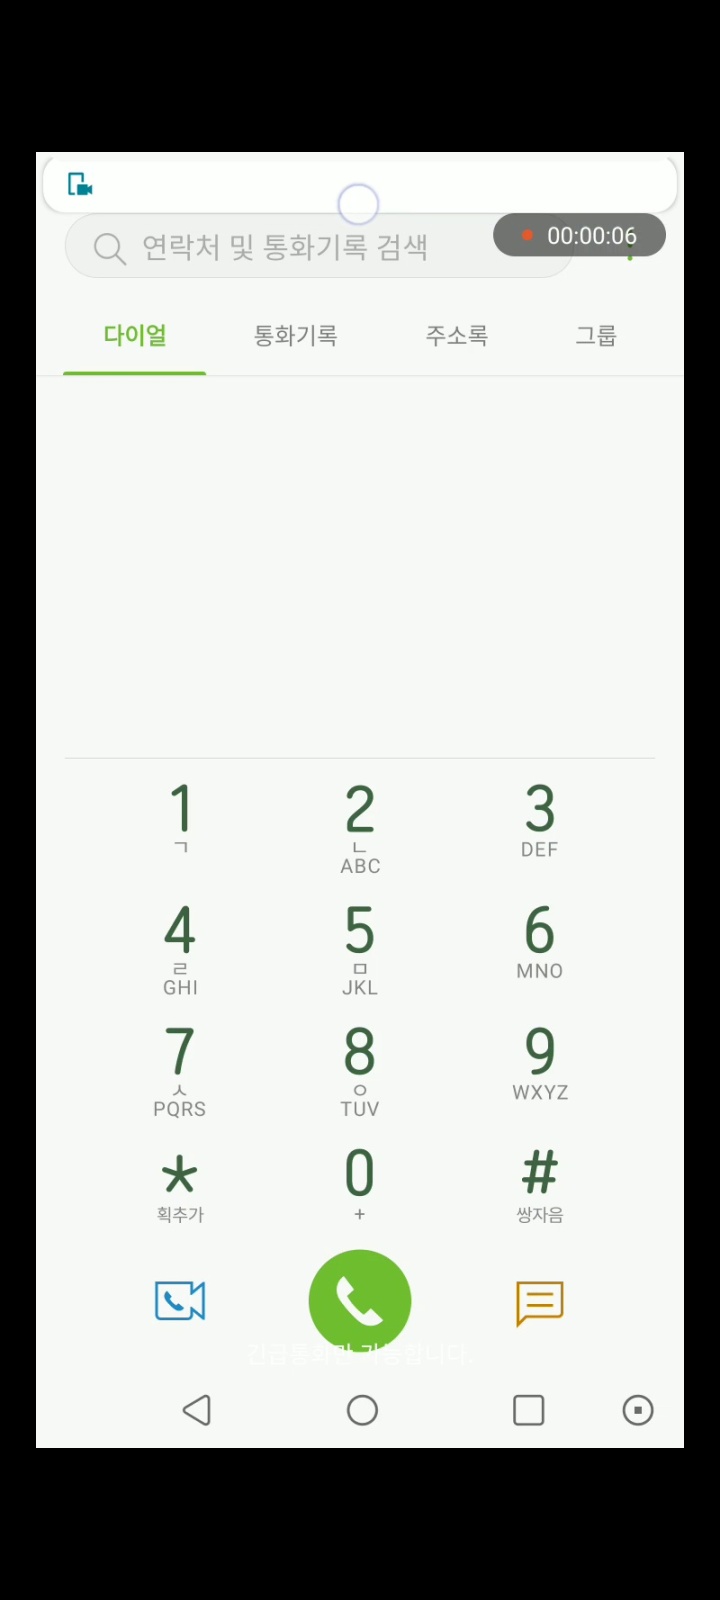 연락처 및 통화기록 검색
00:00:06
다이얼 통화기록 주소록 그룹
1 2 3
ㄱ ㄴ DEF
ABC
4 5 6
ㄹ ㅁ MNO
GHI JKL
7 8 9
ㅅ ㅇ WXYZ
PQRS TUV
* 0 #
획추가 + 쌍자음
긴급통화만 가능합니다.